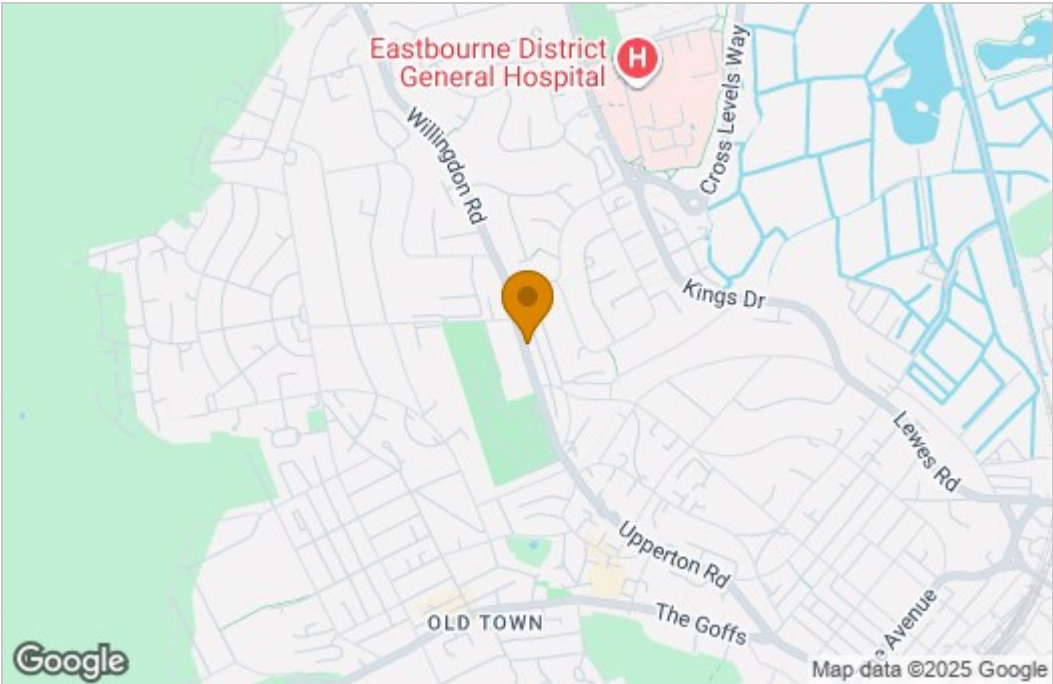 Eastbourne District
General Hospital
H
Cross Levels Way
Willingdon Rd
Kings Dr
Lewes Rd
Upperton Rd
The Goffs
OLD TOWN
Avenue
Google
Map data ©2025 Google